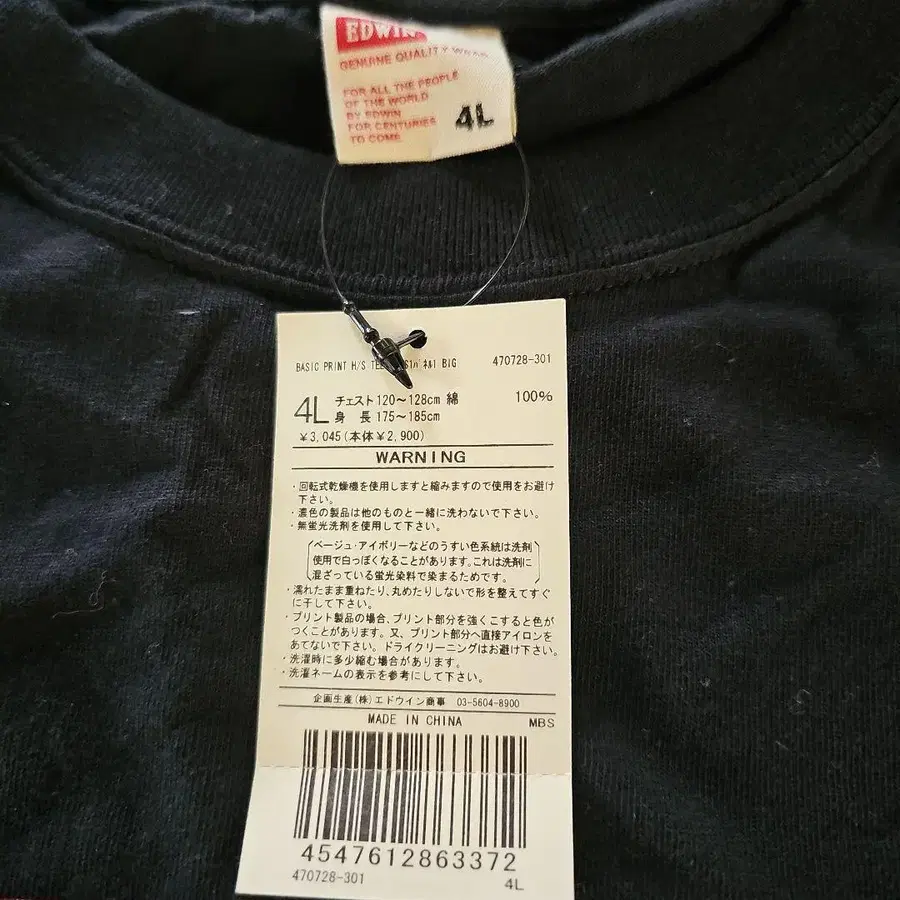 EDWIN
GENUINE QUALITY WEAR
FOR ALL THE PEOPLE
OF THE WORLD
BY EDWIN
FOR CENTURIES
TO COME.
4L
BASIC PRINT H/S TEE BIG 470728-301
4L チェスト120～128cm 綿 100%
身 長175～185cm
¥3,045(本体¥2,900)
WARNING
・回転式乾燥機を使用しますと縮みますので使用をお避け
下さい。
・濃色の製品は他のものと一緒に洗わないで下さい。
・無蛍光洗剤を使用して下さい。
ベージュ・アイボリーなどのうすい色系統は洗剤
使用で白っぽくなることがあります。これは洗剤に
混ざっている蛍光染料で染まるためです。
・濡れたまま重ねたり、丸めたりしないで形を整えてすぐ
に干して下さい。
・プリント製品の場合、プリント部分を強くこすると色が
つくことがあります。又、プリント部分へ直接アイロンを
あてないで下さい。ドライクリーニングはお避け下さい。
・洗濯時に多少縮む場合があります。
・洗濯ネームの表示を参考にして下さい。
企画生産(株)エドウイン商事 03-5604-8900
MADE IN CHINA MBS
4547612863372
470728-301 4L